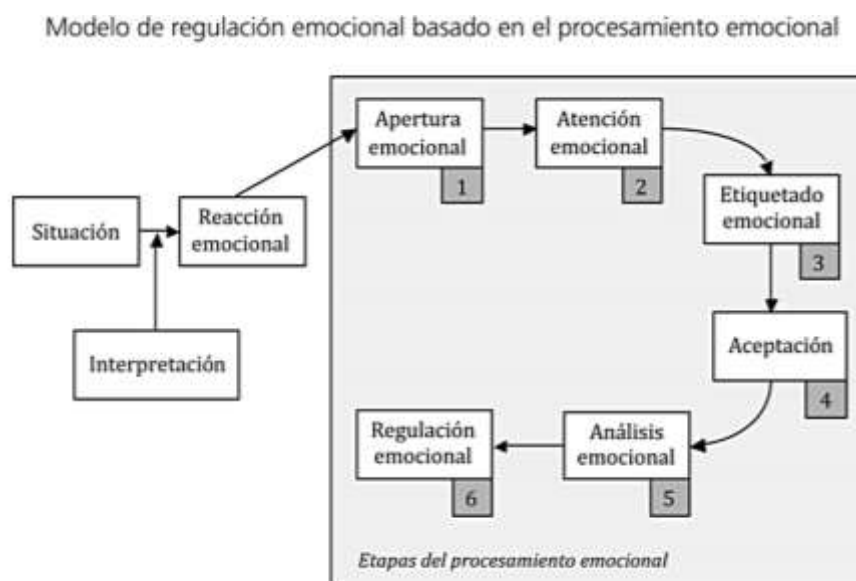 Modelo de regulación emocional basado en el procesamiento emocional
Situación
Interpretación
Reacción
emocional
Apertura
emocional
1
Atención
emocional
2
Etiquetado
emocional
3
Aceptación
4
Análisis
emocional
5
Regulación
emocional
6
Etapas del procesamiento emocional